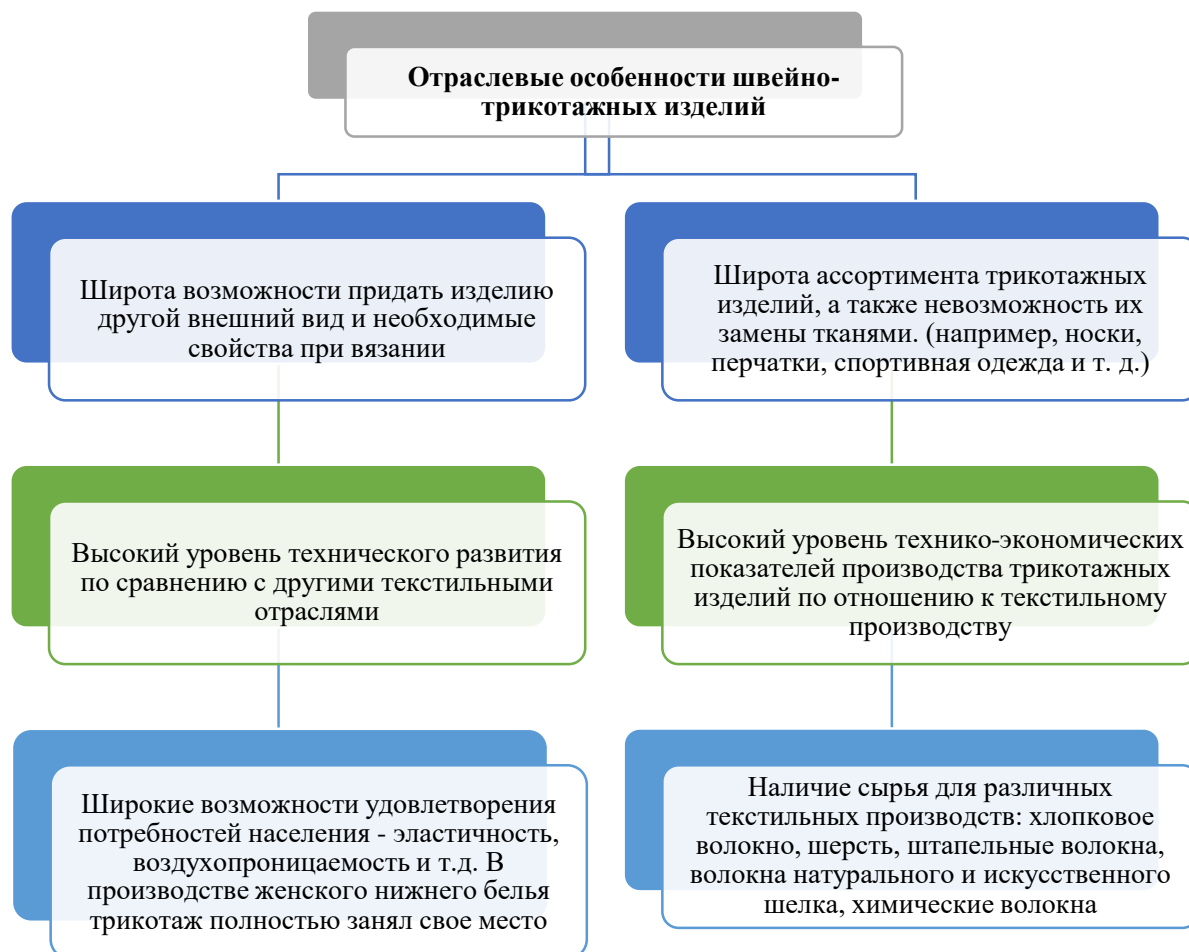 Отраслевые особенности швейно-
трикотажных изделий
Широта возможности придать изделию
другой внешний вид и необходимые
свойства при вязании
Широта ассортимента трикотажных
изделий, а также невозможность их
замены тканями. (например, носки,
перчатки, спортивная одежда и т. д.)
Высокий уровень технического развития
по сравнению с другими текстильными
отраслями
Высокий уровень технико-экономических
показателей производства трикотажных
изделий по отношению к текстильному
производству
Широкие возможности удовлетворения
потребностей населения - эластичность,
воздухопроницаемость и т.д. В
производстве женского нижнего белья
трикотаж полностью занял свое место
Наличие сырья для различных
текстильных производств: хлопковое
волокно, шерсть, штапельные волокна,
волокна натурального и искусственного
шелка, химические волокна